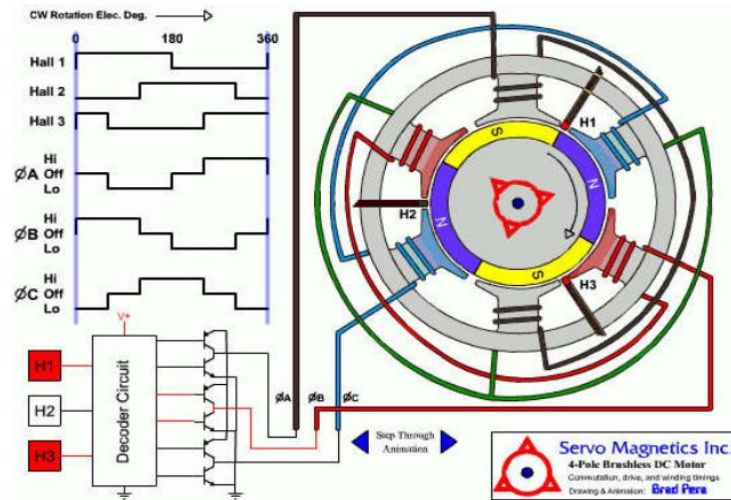 CW Rotation Elec. Deg.
0 180 360
Hall 1
Hall 2
Hall 3
Hi
ØA Off
Lo
Hi
ØB Off
Lo
Hi
ØC Off
Lo
V+
H1
H2
H3
Decoder Circuit
ØA ØB ØC
H1
H2
H3
S
N
N
S
Step Through
Animation
Servo Magnetics Inc.
4-Pole Brushless DC Motor
Commutation, drive, and winding timings
Drawing & Animation: Brad Pera